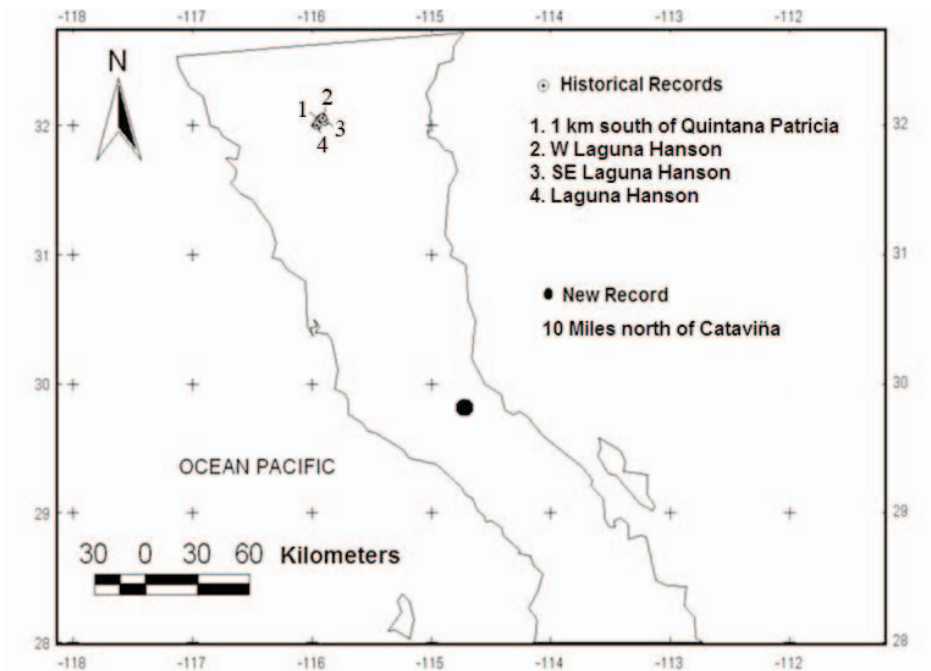 -118 -117 -116 -115 -114 -113 -112
N
Historical Records
1 2
3
4
32 32
1. 1 km south of Quintana Patricia
2. W Laguna Hanson
3. SE Laguna Hanson
4. Laguna Hanson
31 31
New Record
10 Miles north of Cataviña
30 30
OCEAN PACIFIC
29 29
30 0 30 60 Kilometers
28 28
-118 -117 -116 -115 -114 -113 -112